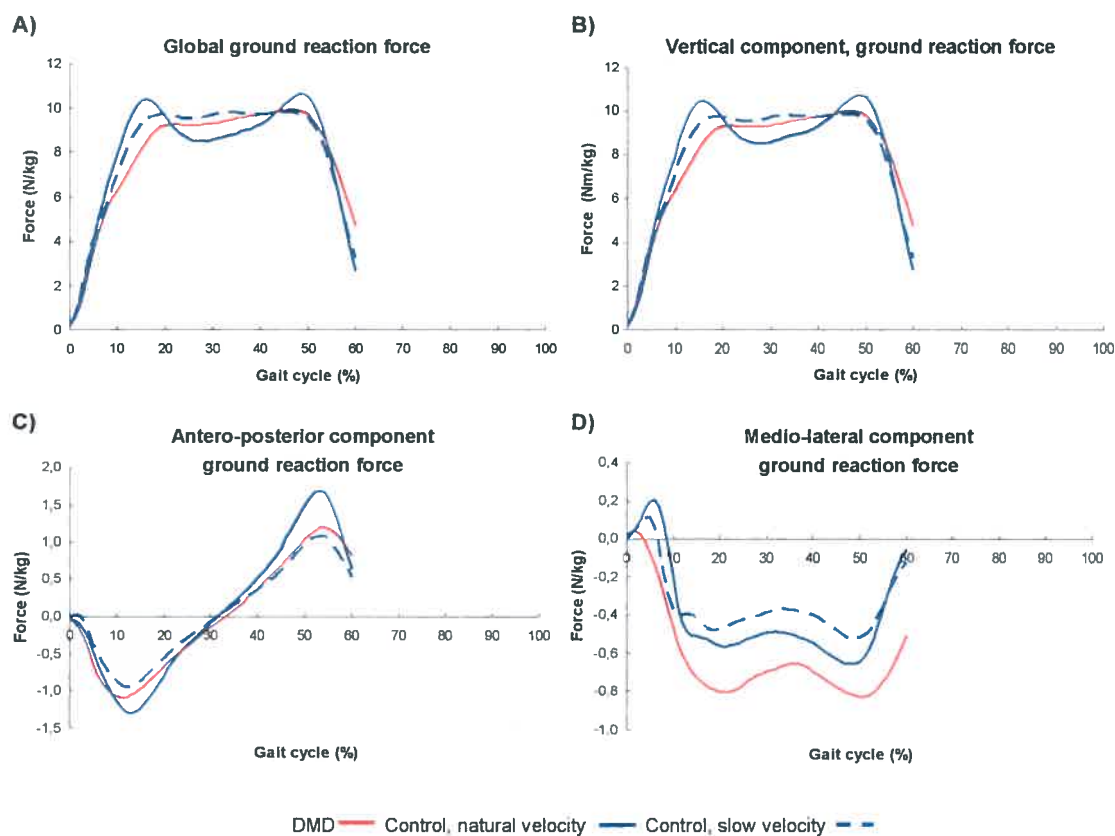 A)
Global ground reaction force
12
10
8
6
4
2
0
Force (N/kg)
0 10 20 30 40 50 60 70 80 90 100
Gait cycle (%)
B)
Vertical component, ground reaction force
12
10
8
6
4
2
0
Force (Nm/kg)
0 10 20 30 40 50 60 70 80 90 100
Gait cycle (%)
C)
Antero-posterior component
ground reaction force
2,0
1,5
1,0
0,5
0,0
-0,5
-1,0
-1,5
Force (N/kg)
0 10 20 30 40 50 60 70 80 90 100
Gait cycle (%)
D)
Medio-lateral component
ground reaction force
0,4
0,2
0,0
-0,2
-0,4
-0,6
-0,8
-1,0
Force (N/kg)
0 10 20 30 40 50 60 70 80 90 100
Gait cycle (%)
DMD Control, natural velocity Control, slow velocity